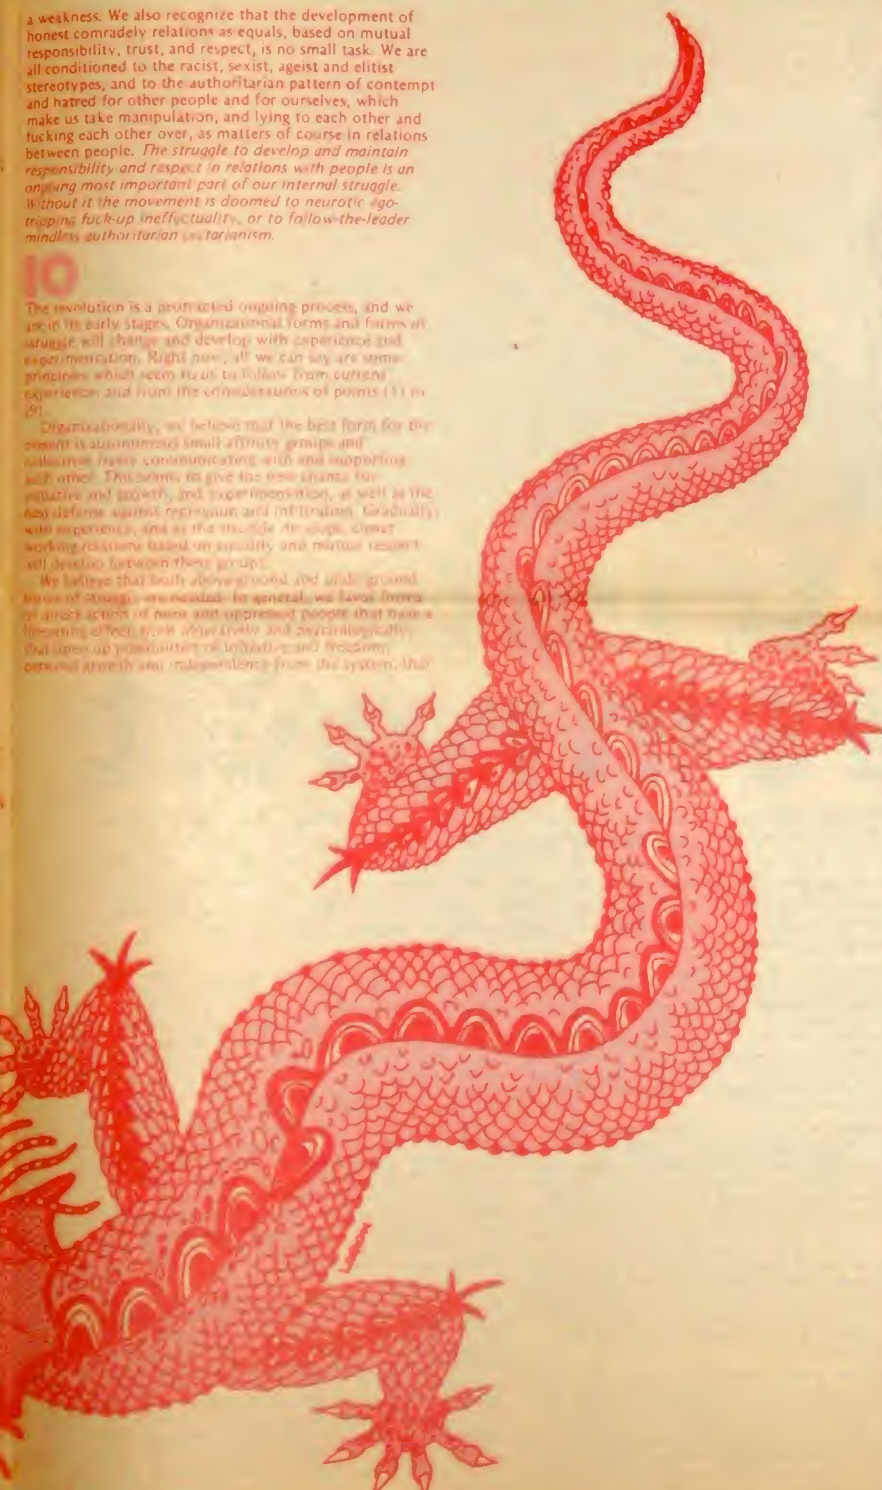 a weakness. We also recognize that the development of
honest comradely relations as equals, based on mutual
responsibility, trust, and respect, is no small task. We are
all conditioned to the racist, sexist, ageist and elitist
stereotypes, and to the authoritarian pattern of contempt
and hatred for other people and for ourselves, which
make us take manipulation, and lying to each other and
fucking each other over, as matters of course in relations
between people. The struggle to develop and maintain
responsibility and respect in relations with people is an
ongoing most important part of our internal struggle.
Without it the movement is doomed to neurotic ego-
tripping fuck-up ineffectuality, or to follow-the-leader
mindless authoritarian sectarianism.
10
The revolution is a protracted ongoing process, and we
are in its early stages. Organizational forms and forms of
struggle will change and develop with experience and
experimentation. Right now, all we can say are some
principles which seem to us to follow from current
experience and from the considerations of points (1) to
(9).
Organizationally, we believe that the best form for the
present is autonomous small affinity groups and
collectives freely communicating with and supporting
each other. This seems to give the best chance for
initiative and growth, and experimentation, as well as the
best defense against repression and infiltration. Gradually,
with experience, and as the struggle develops, closer
working relations based on equality and mutual respect
will develop between these groups.
We believe that both above-ground and underground
forms of struggle are needed. In general, we favor forms
of direct action of poor and oppressed people that have a
liberating effect both objectively and psychologically,
that open up possibilities of initiative and freedom,
personal growth and independence from the system, that